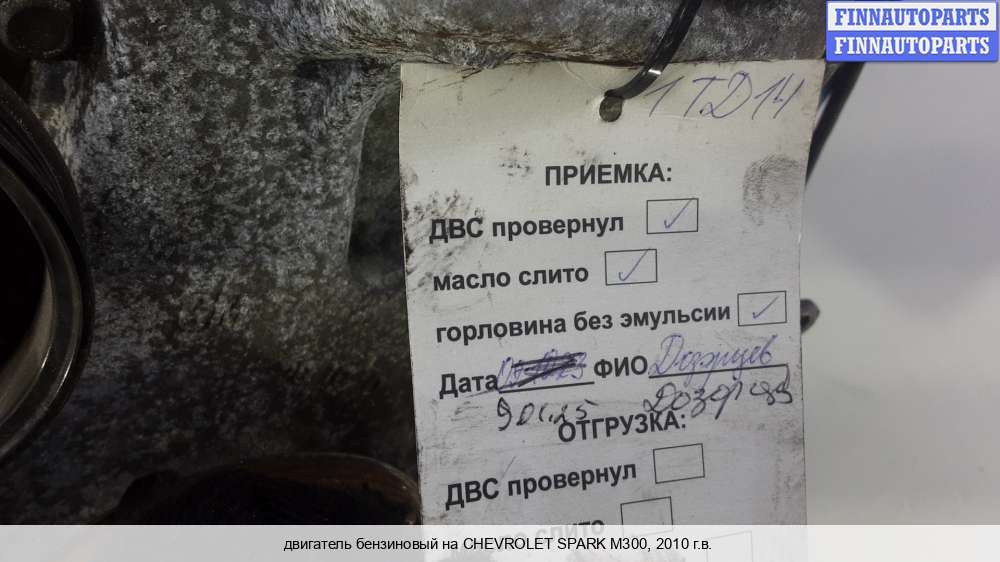 FINNAUTOPARTS
FINNAUTOPARTS
1TD14
ПРИЕМКА:
ДВС провернул
масло слито
горловина без эмульсии
Дата ФИО
ОТГРУЗКА:
ДВС провернул
слито
двигатель бензиновый на CHEVROLET SPARK M300, 2010 г.в.